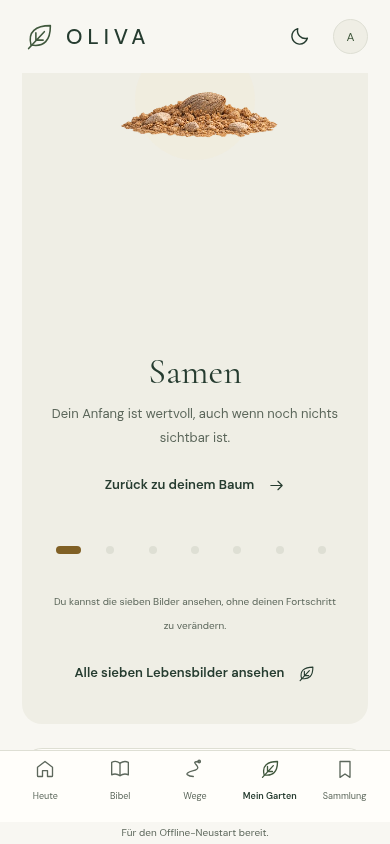 OLIVA
A
Samen
Dein Anfang ist wertvoll, auch wenn noch nichts
sichtbar ist.
Zurück zu deinem Baum
Du kannst die sieben Bilder ansehen, ohne deinen Fortschritt
zu verändern.
Alle sieben Lebensbilder ansehen
Heute
Bibel
Wege
Mein Garten
Sammlung
Für den Offline-Neustart bereit.